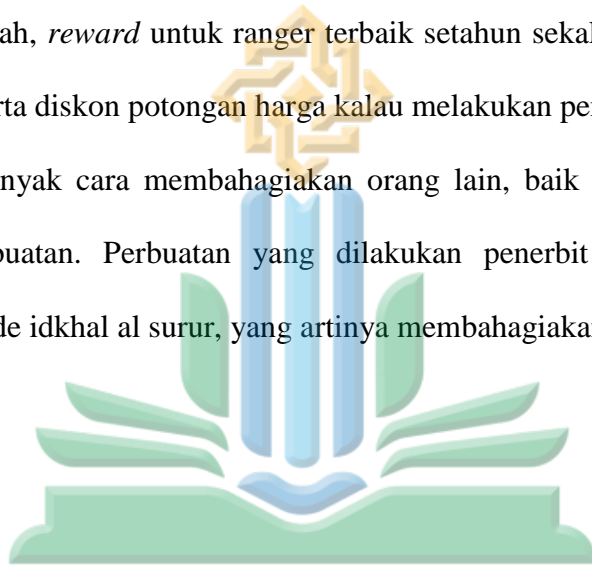 ah, reward untuk ranger terbaik setahun sekal
rta diskon potongan harga kalau melakukan pe
nyak cara membahagiakan orang lain, baik
buatan. Perbuatan yang dilakukan penerbit
de idkhal al surur, yang artinya membahagiaka